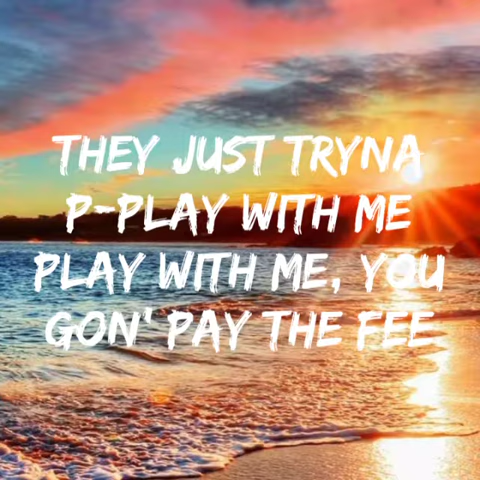 THEY JUST TRYNA
P-PLAY WITH ME
PLAY WITH ME, YOU
GON' PAY THE FEE